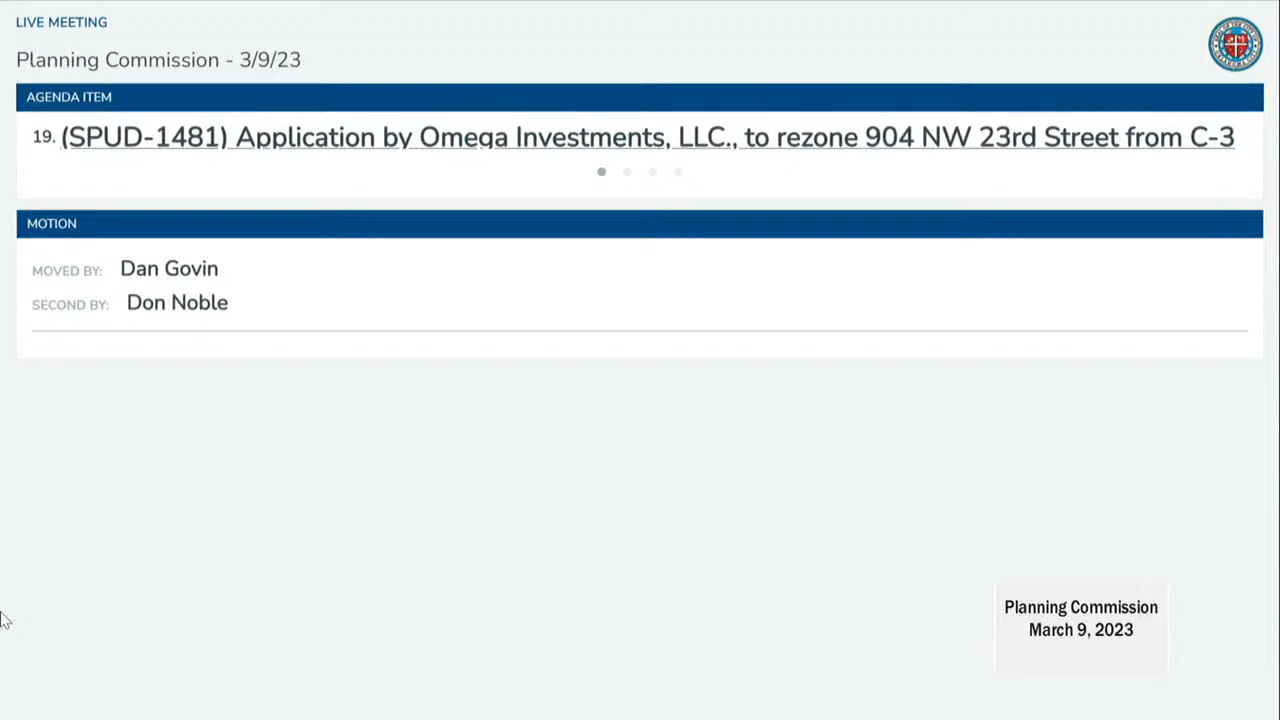 LIVE MEETING
Planning Commission - 3/9/23
AGENDA ITEM
19. (SPUD-1481) Application by Omega Investments, LLC., to rezone 904 NW 23rd Street from C-3
MOTION
MOVED BY: Dan Govin
SECOND BY: Don Noble
Planning Commission
March 9, 2023